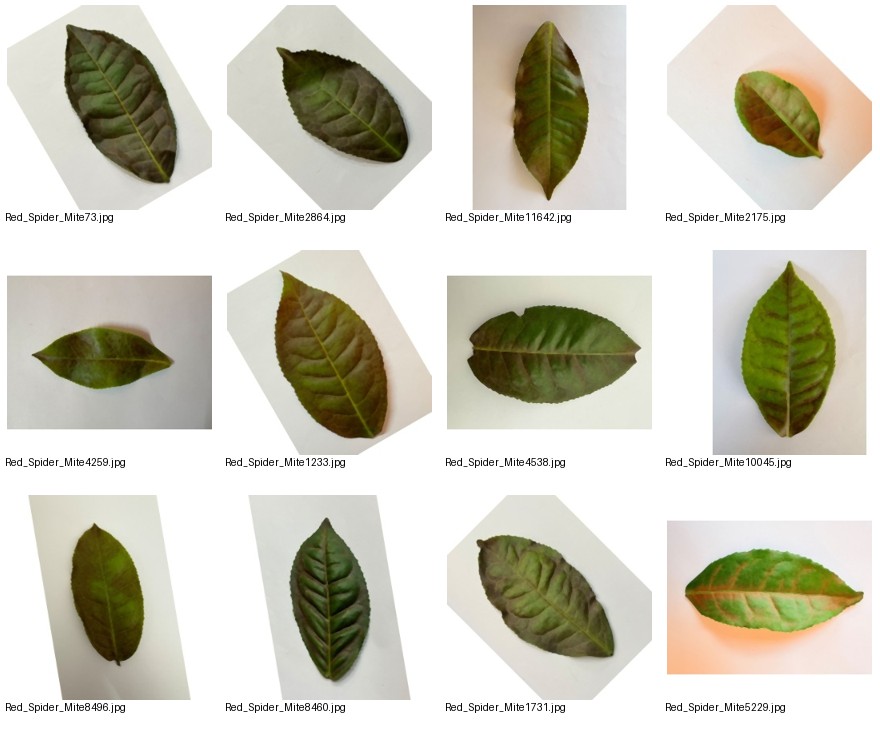 Red_Spider_Mite73.jpg
Red_Spider_Mite2864.jpg
Red_Spider_Mite11642.jpg
Red_Spider_Mite2175.jpg
Red_Spider_Mite4259.jpg
Red_Spider_Mite1233.jpg
Red_Spider_Mite4538.jpg
Red_Spider_Mite10045.jpg
Red_Spider_Mite8496.jpg
Red_Spider_Mite8460.jpg
Red_Spider_Mite1731.jpg
Red_Spider_Mite5229.jpg